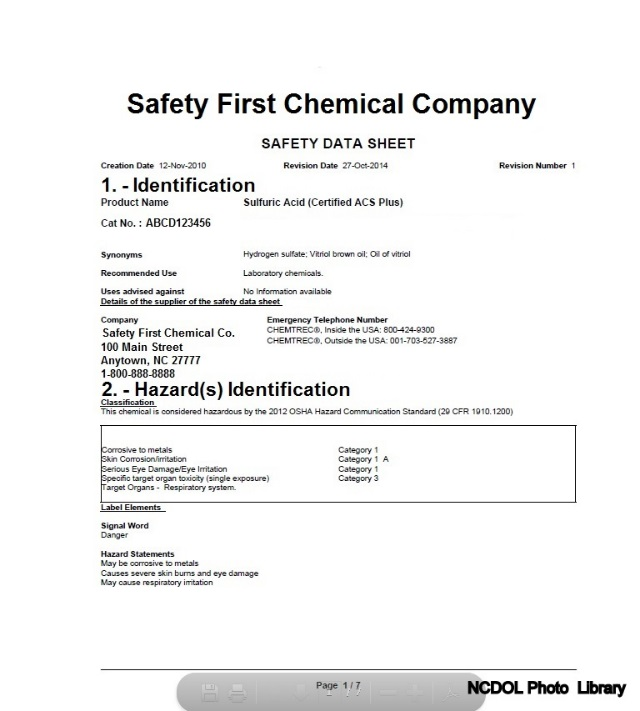 Safety First Chemical Company
SAFETY DATA SHEET
Creation Date 12-Nov-2010 Revision Date 27-Oct-2014 Revision Number 1
1. - Identification
Product Name Sulfuric Acid (Certified ACS Plus)
Cat No. : ABCD123456
Synonyms Hydrogen sulfate; Vitriol brown oil; Oil of vitriol
Recommended Use Laboratory chemicals.
Uses advised against No Information available
Details of the supplier of the safety data sheet
Company Emergency Telephone Number
Safety First Chemical Co. CHEMTREC®, Inside the USA: 800-424-9300
100 Main Street CHEMTREC®, Outside the USA: 001-703-527-3887
Anytown, NC 27777
1-800-888-8888
2. - Hazard(s) Identification
Classification
This chemical is considered hazardous by the 2012 OSHA Hazard Communication Standard (29 CFR 1910.1200)
Corrosive to metals Category 1
Skin Corrosion/irritation Category 1 A
Serious Eye Damage/Eye Irritation Category 1
Specific target organ toxicity (single exposure) Category 3
Target Organs - Respiratory system.
Label Elements
Signal Word
Danger
Hazard Statements
May be corrosive to metals
Causes severe skin burns and eye damage
May cause respiratory irritation
Page 1 / 7
NCDOL Photo Library